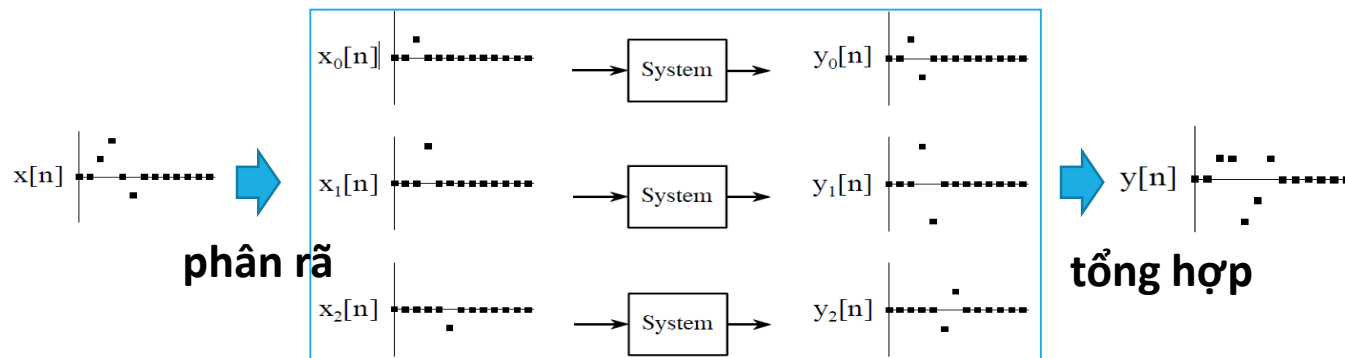 x₀[n]
System
y₀[n]
x[n]
x₁[n]
System
y₁[n]
y[n]
phân rã
tổng hợp
x₂[n]
System
y₂[n]